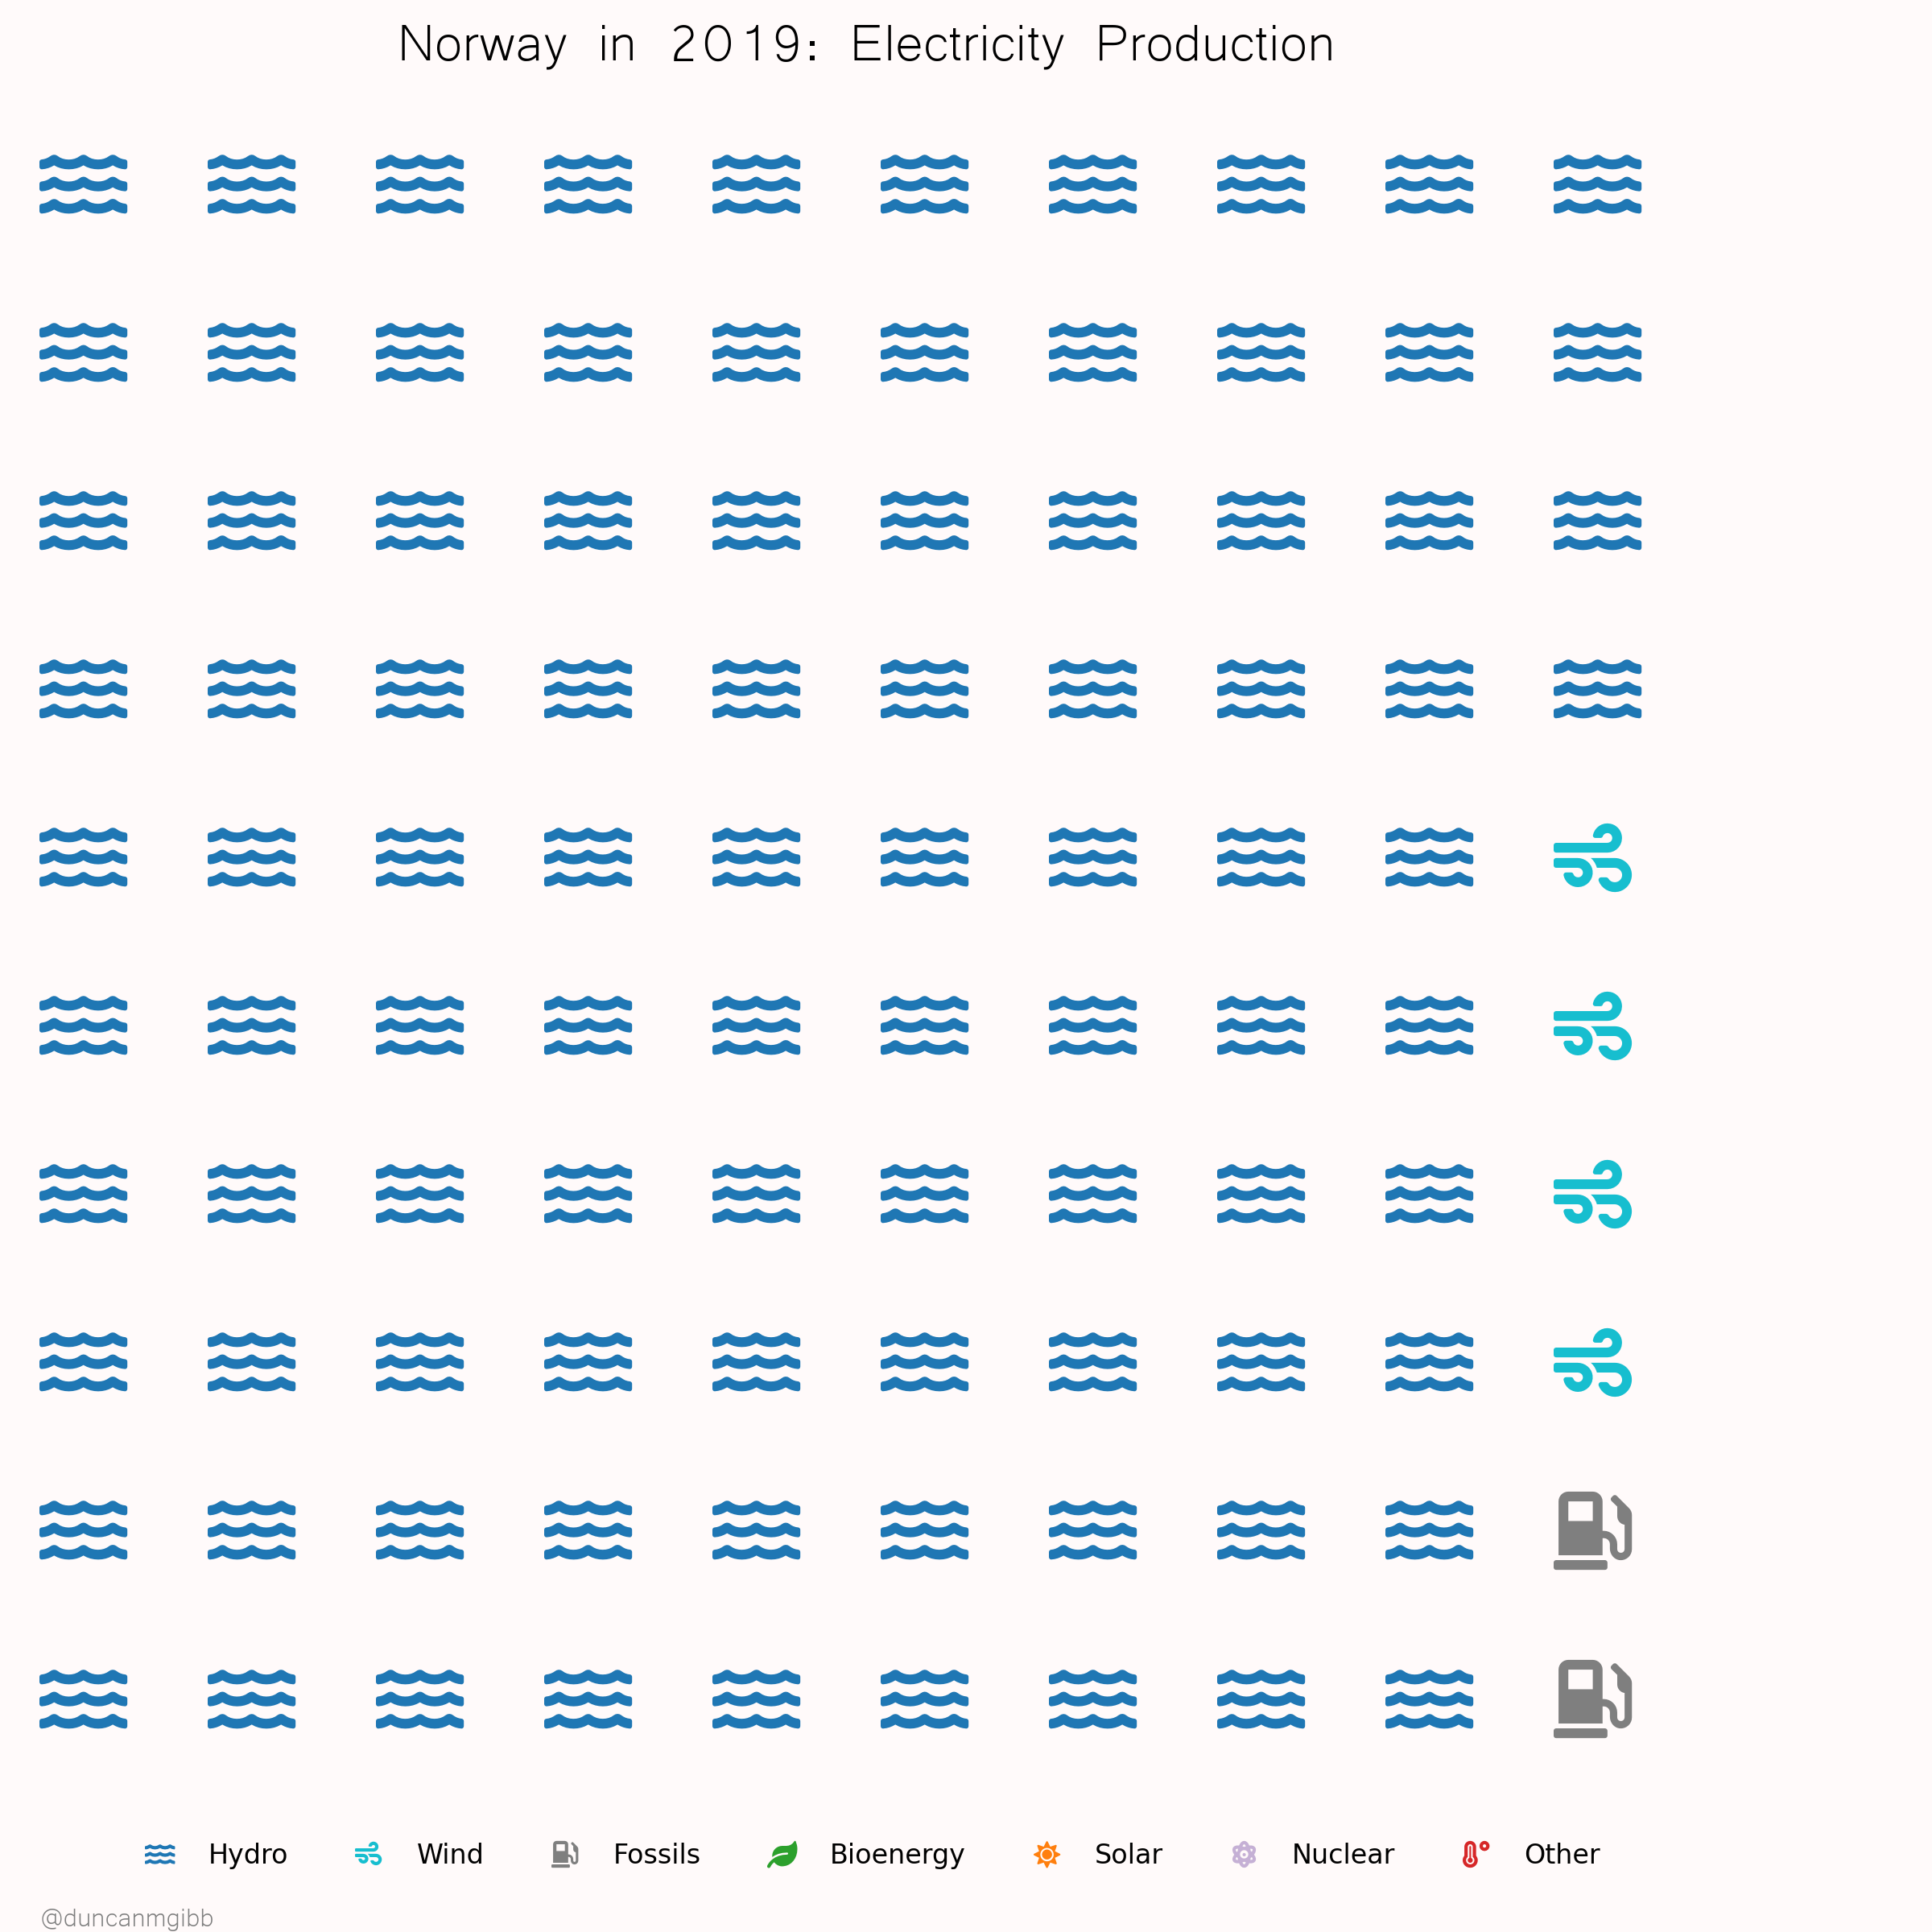 Norway in 2019: Electricity Production
Hydro Wind Fossils Bioenergy Solar Nuclear Other
@duncanmgibb